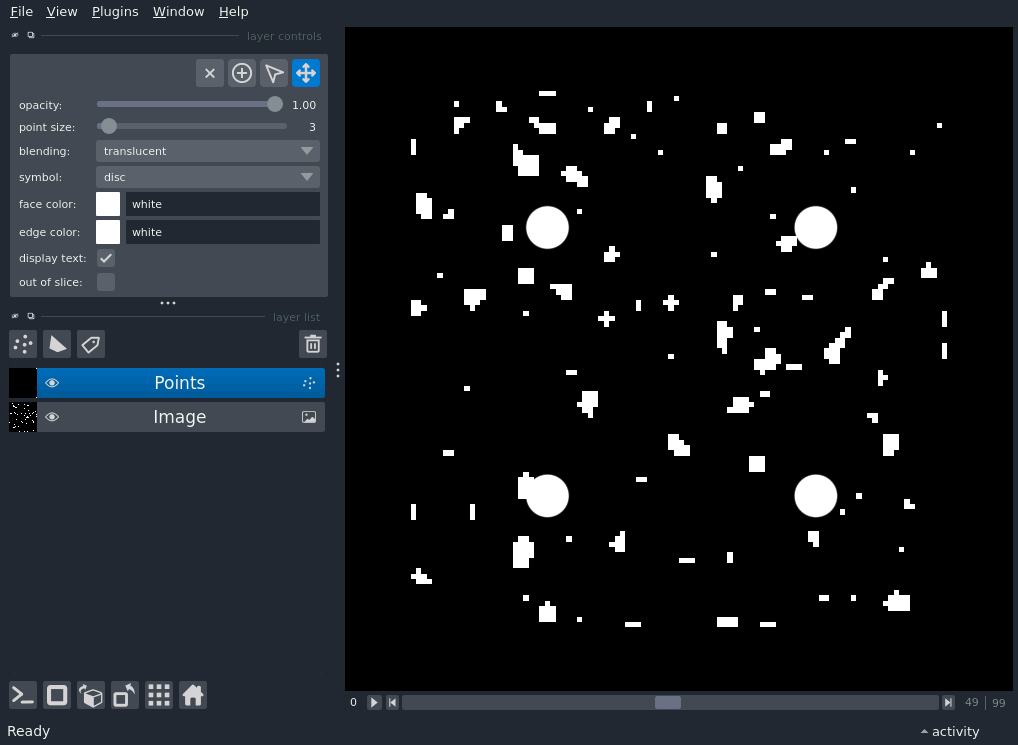 File View Plugins Window Help
layer controls
opacity: 1.00
point size: 3
blending: translucent
symbol: disc
face color: white
edge color: white
display text:
out of slice:
layer list
Points
Image
0 49 | 99
Ready activity